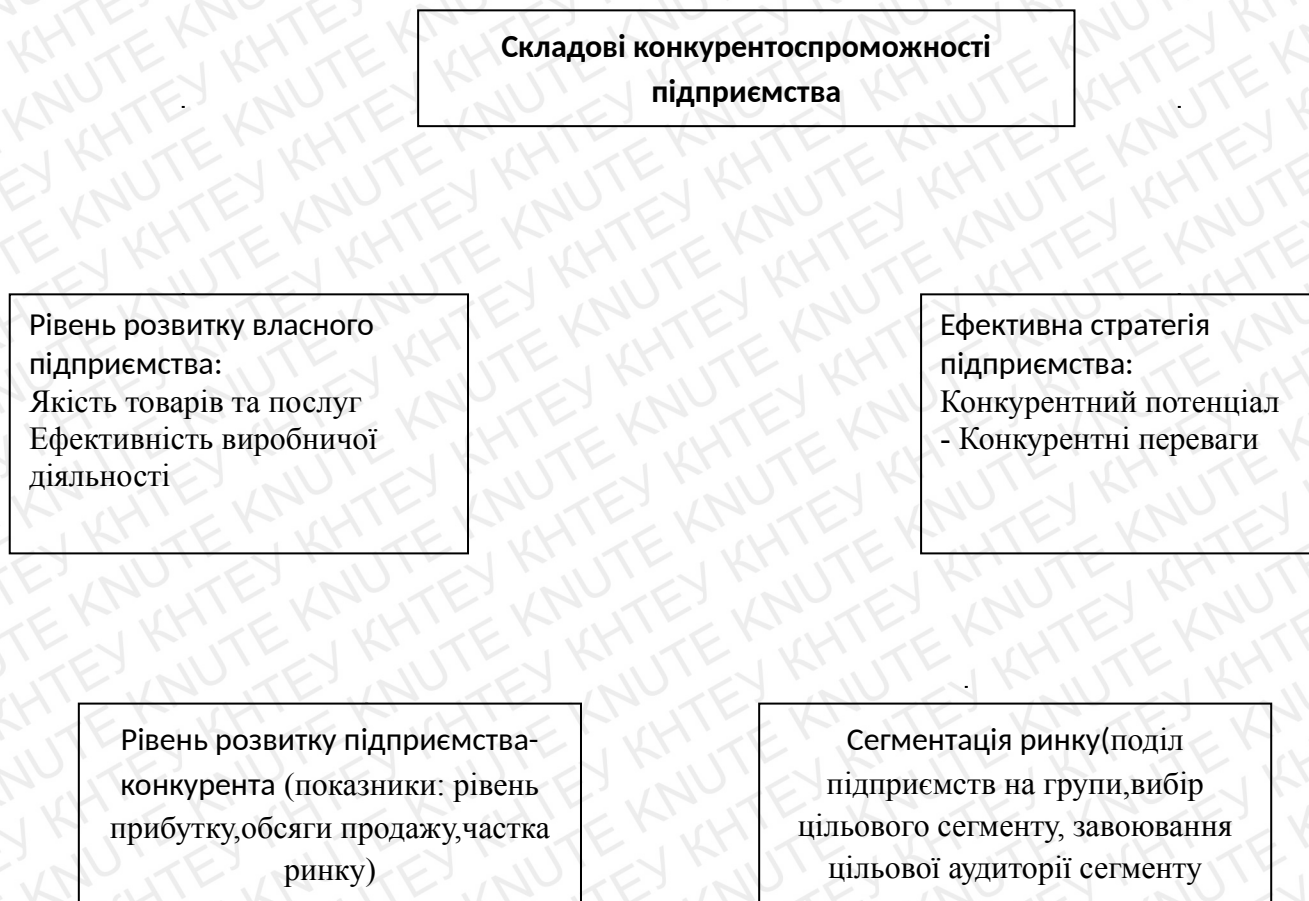 Складові конкурентоспроможності
підприємства
Рівень розвитку власного
підприємства:
Якість товарів та послуг
Ефективність виробничої
діяльності
Ефективна стратегія
підприємства:
Конкурентний потенціал
- Конкурентні переваги
Рівень розвитку підприємства-
конкурента (показники: рівень
прибутку,обсяги продажу,частка
ринку)
Сегментація ринку(поділ
підприємств на групи,вибір
цільового сегменту, завоювання
цільової аудиторії сегменту